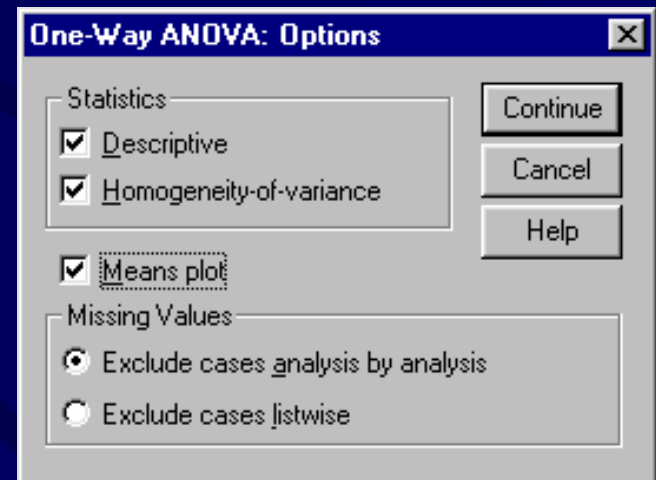 One-Way ANOVA: Options
Statistics
Descriptive
Homogeneity-of-variance
Means plot
Missing Values
Exclude cases analysis by analysis
Exclude cases listwise
Continue
Cancel
Help